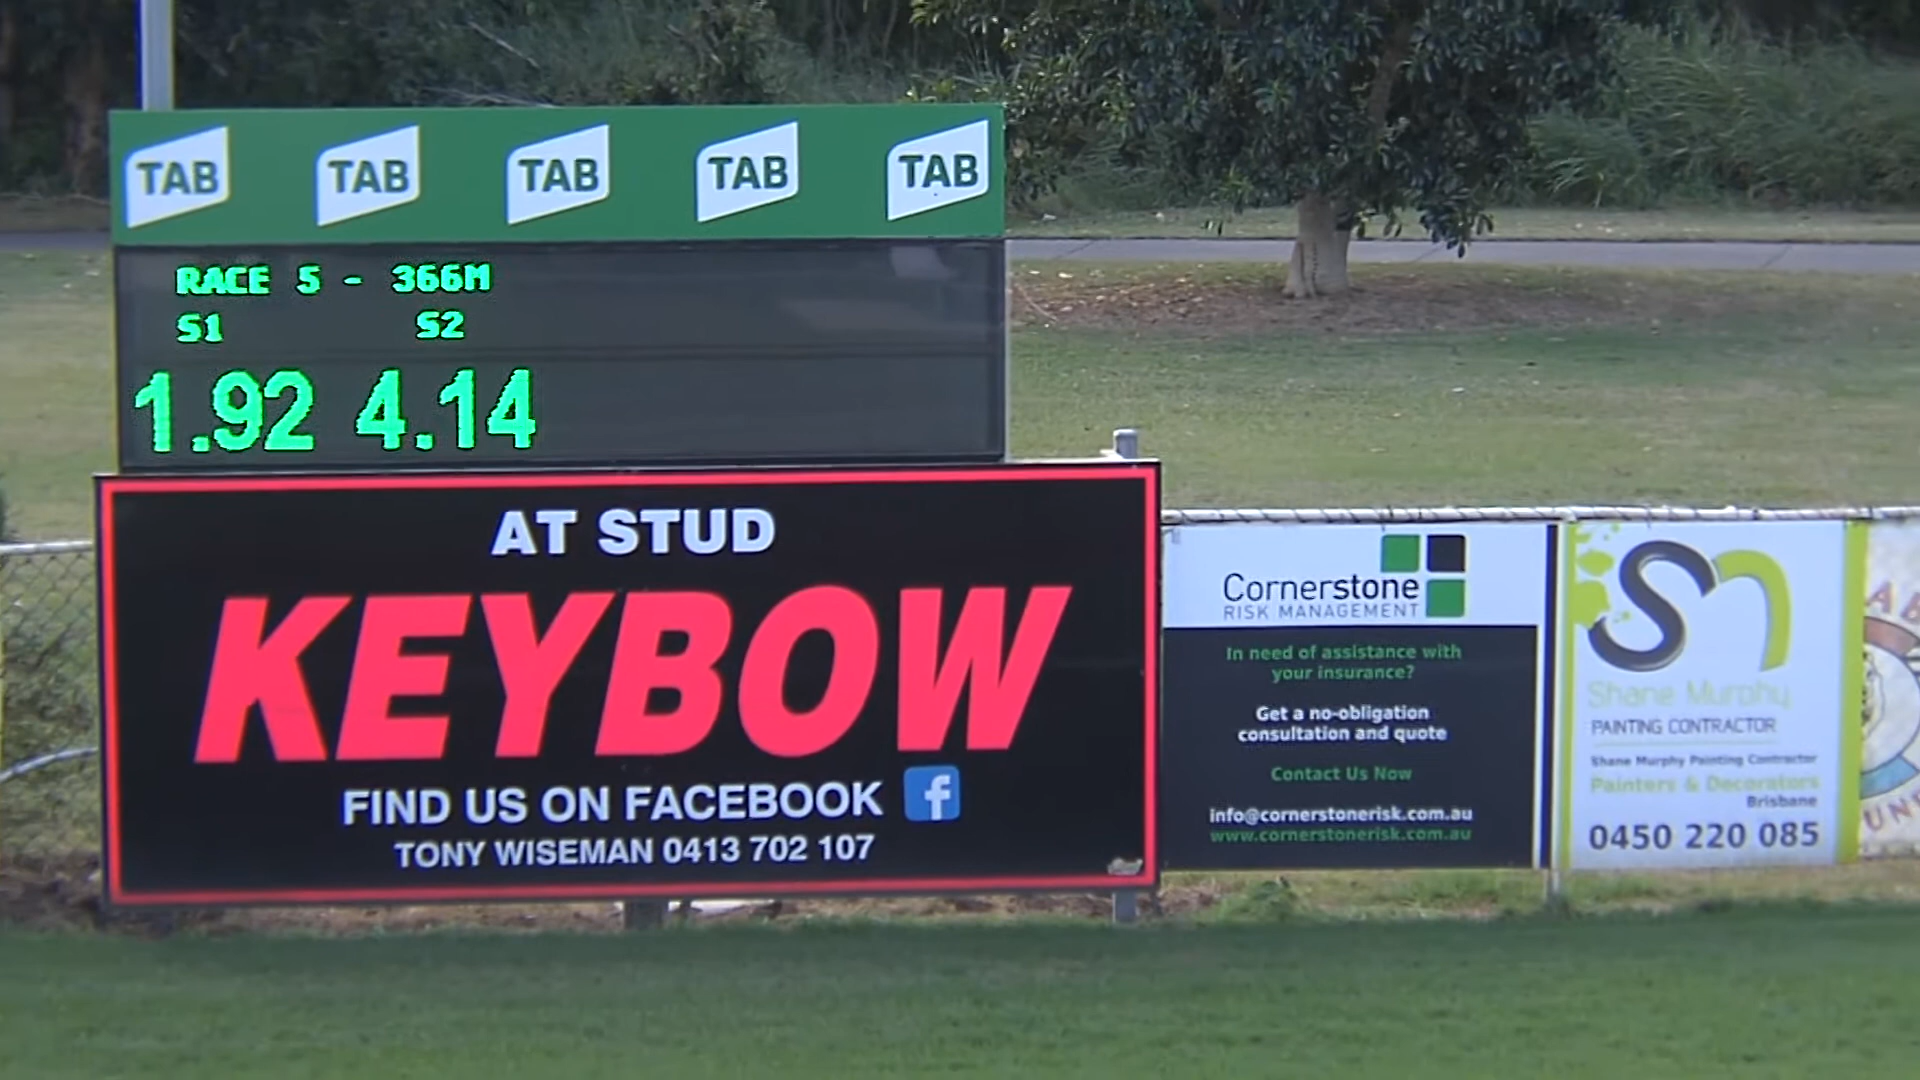 TAB TAB TAB TAB TAB
RACE 5 - 366M
S1 S2
1.92 4.14
AT STUD
KEYBOW
FIND US ON FACEBOOK f
TONY WISEMAN 0413 702 107
Cornerstone
RISK MANAGEMENT
In need of assistance with
your insurance?
Get a no-obligation
consultation and quote
Contact Us Now
info@cornerstonerisk.com.au
www.cornerstonerisk.com.au
sm
Shane Murphy
PAINTING CONTRACTOR
Shane Murphy Painting Contractor
Painters & Decorators
Brisbane
0450 220 085